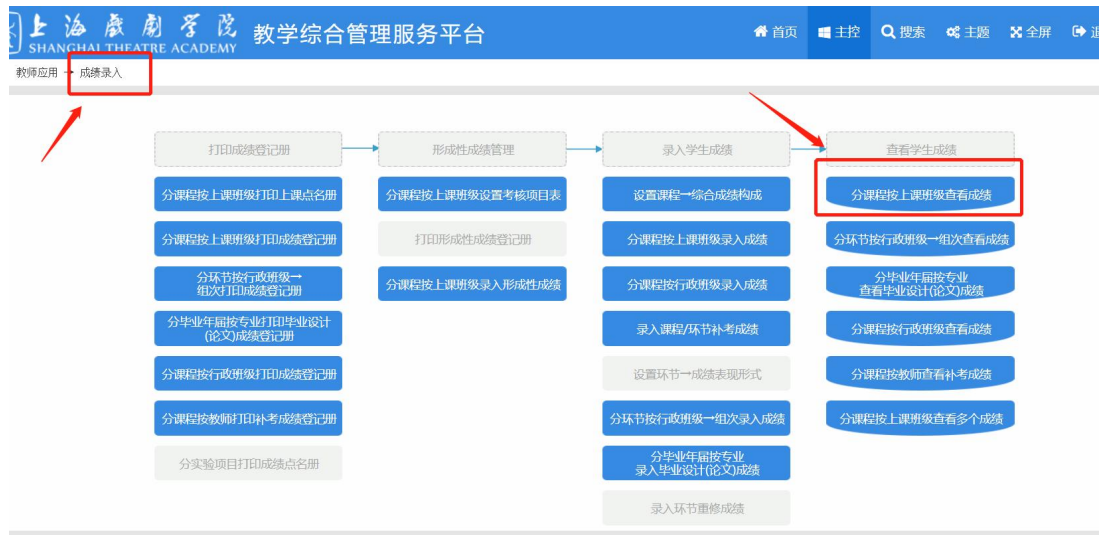 上海戲劇學院
SHANGHAI THEATRE ACADEMY
教学综合管理服务平台
首页 主控 搜索 主题 全屏
教师应用 → 成绩录入
打印成绩登记册
分课程按上课班级打印上课点名册
分课程按上课班级打印成绩登记册
分环节按行政班级→
组次打印成绩登记册
分毕业年届按专业打印毕业设计
(论文)成绩登记册
分课程按行政班级打印成绩登记册
分课程按教师打印补考成绩登记册
分实验项目打印成绩点名册
形成性成绩管理
分课程按上课班级设置考核项目表
打印形成性成绩登记册
分课程按上课班级录入形成性成绩
录入学生成绩
设置课程→综合成绩构成
分课程按上课班级录入成绩
分课程按行政班级录入成绩
录入课程/环节补考成绩
设置环节→成绩表现形式
分环节按行政班级→组次录入成绩
分毕业年届按专业
录入毕业设计(论文)成绩
录入环节重修成绩
查看学生成绩
分课程按上课班级查看成绩
分环节按行政班级→组次查看成绩
分毕业年届按专业
查看毕业设计(论文)成绩
分课程按行政班级查看成绩
分课程按教师查看补考成绩
分课程按上课班级查看多个成绩